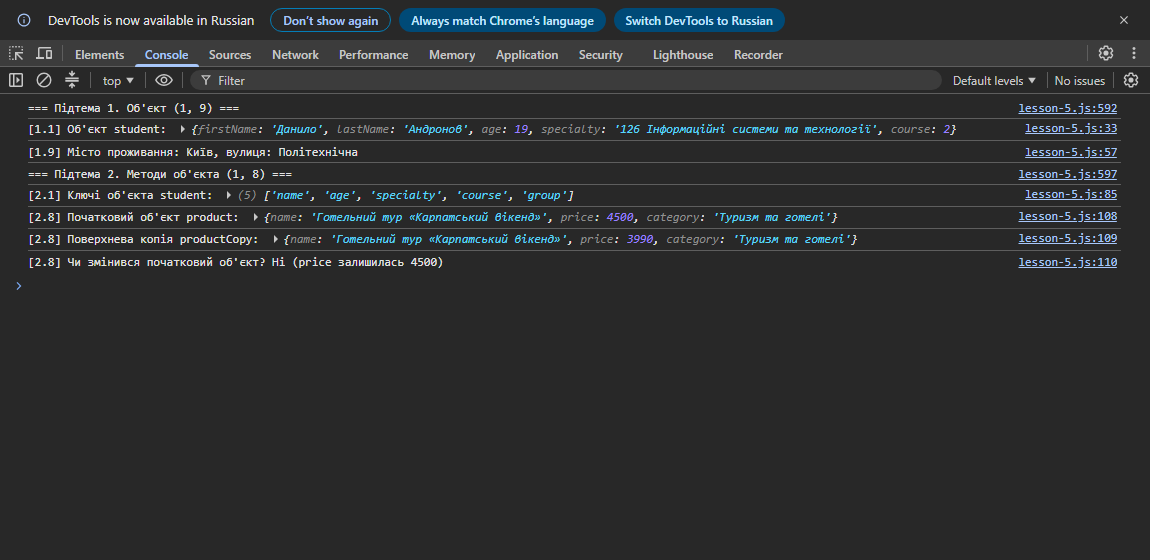 DevTools is now available in Russian Don't show again Always match Chrome's language Switch DevTools to Russian
Elements Console Sources Network Performance Memory Application Security Lighthouse Recorder
top Filter Default levels No issues
=== Підтема 1. Об'єкт (1, 9) === lesson-5.js:592
[1.1] Об'єкт student: {firstName: 'Данило', lastName: 'Андронов', age: 19, specialty: '126 Інформаційні системи та технології', course: 2} lesson-5.js:33
[1.9] Місто проживання: Київ, вулиця: Політехнічна lesson-5.js:57
=== Підтема 2. Методи об'єкта (1, 8) === lesson-5.js:597
[2.1] Ключі об'єкта student: (5) ['name', 'age', 'specialty', 'course', 'group'] lesson-5.js:85
[2.8] Початковий об'єкт product: {name: 'Готельний тур «Карпатський вікенд»', price: 4500, category: 'Туризм та готелі'} lesson-5.js:108
[2.8] Поверхнева копія productCopy: {name: 'Готельний тур «Карпатський вікенд»', price: 3990, category: 'Туризм та готелі'} lesson-5.js:109
[2.8] Чи змінився початковий об'єкт? Ні (price залишилась 4500) lesson-5.js:110